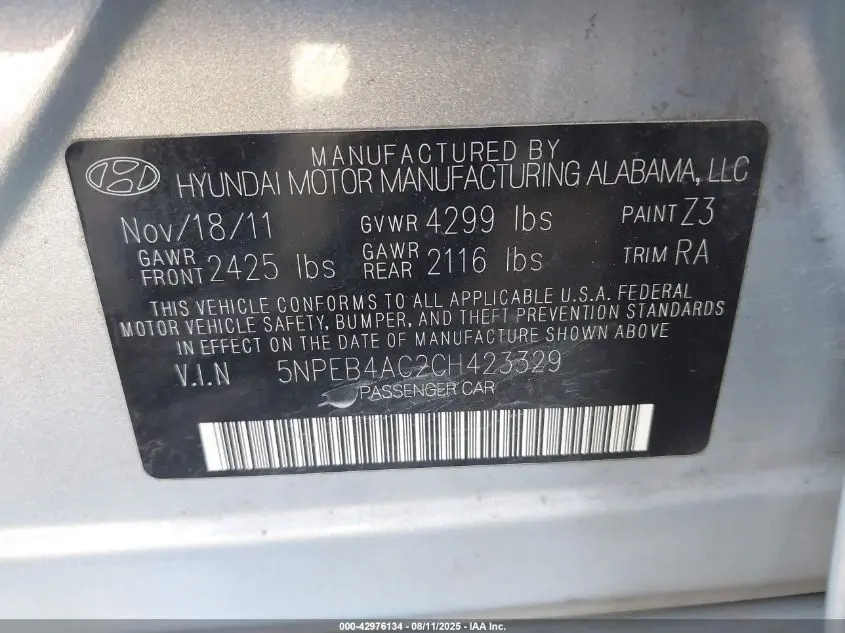 MANUFACTURED BY
HYUNDAI MOTOR MANUFACTURING ALABAMA, LLC
Nov/18/11 GVWR 4299 lbs PAINT Z3
GAWR FRONT 2425 lbs GAWR REAR 2116 lbs TRIM RA
THIS VEHICLE CONFORMS TO ALL APPLICABLE U.S.A. FEDERAL
MOTOR VEHICLE SAFETY, BUMPER, AND THEFT PREVENTION STANDARDS
IN EFFECT ON THE DATE OF MANUFACTURE SHOWN ABOVE
V.I.N 5NPEB4AC2CH423329
PASSENGER CAR
000-42976134 - 08/11/2025 - IAA Inc.